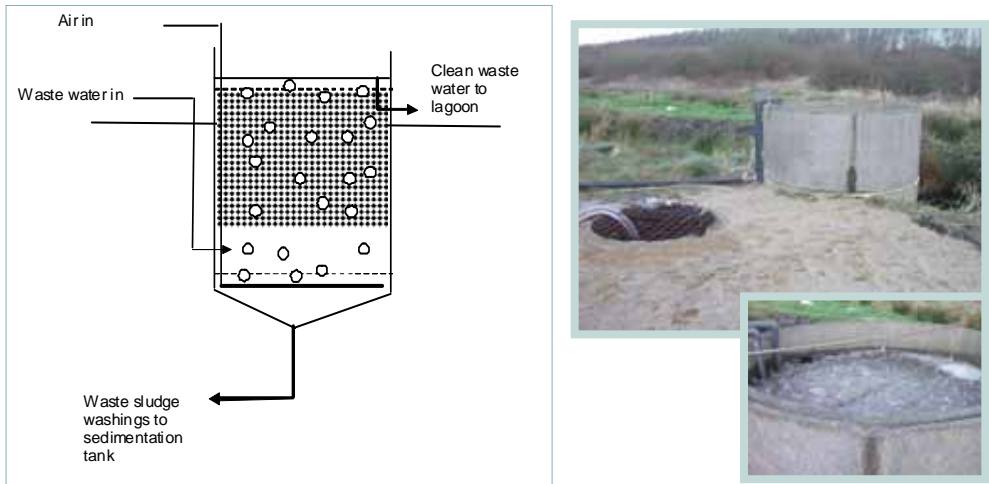 Air in
Waste water in
Clean waste
water to
lagoon
Waste sludge
washings to
sedimentation
tank